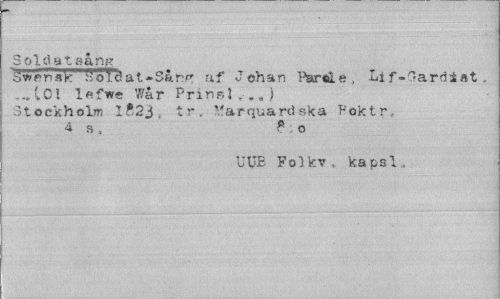 Soldatsång
Swensk Soldat-Sång af Johan Parole, Lif-Gardist.
...(O! lefwe Wår Prins!...)
Stockholm 1823, tr. Marquardska Boktr.
4 s. 8:o
UUB Folkv. kapsl.